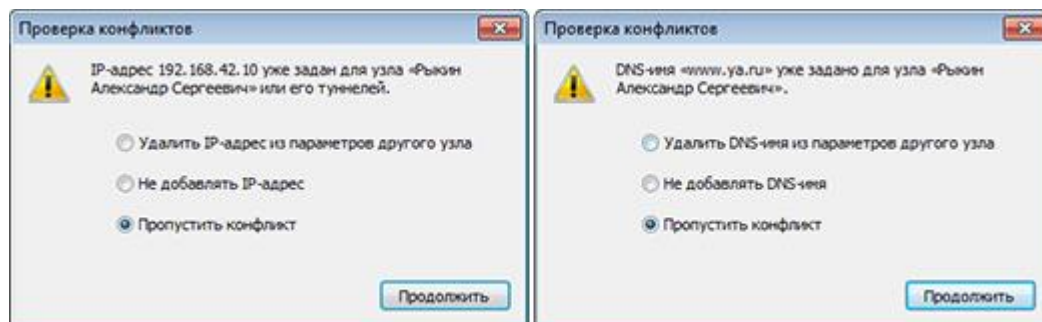 Проверка конфликтов
IP-адрес 192.168.42.10 уже задан для узла «Рыкин
Александр Сергеевич» или его туннелей.
Удалить IP-адрес из параметров другого узла
Не добавлять IP-адрес
Пропустить конфликт
Продолжить
Проверка конфликтов
DNS-имя «www.ya.ru» уже задано для узла «Рыкин
Александр Сергеевич».
Удалить DNS-имя из параметров другого узла
Не добавлять DNS-имя
Пропустить конфликт
Продолжить